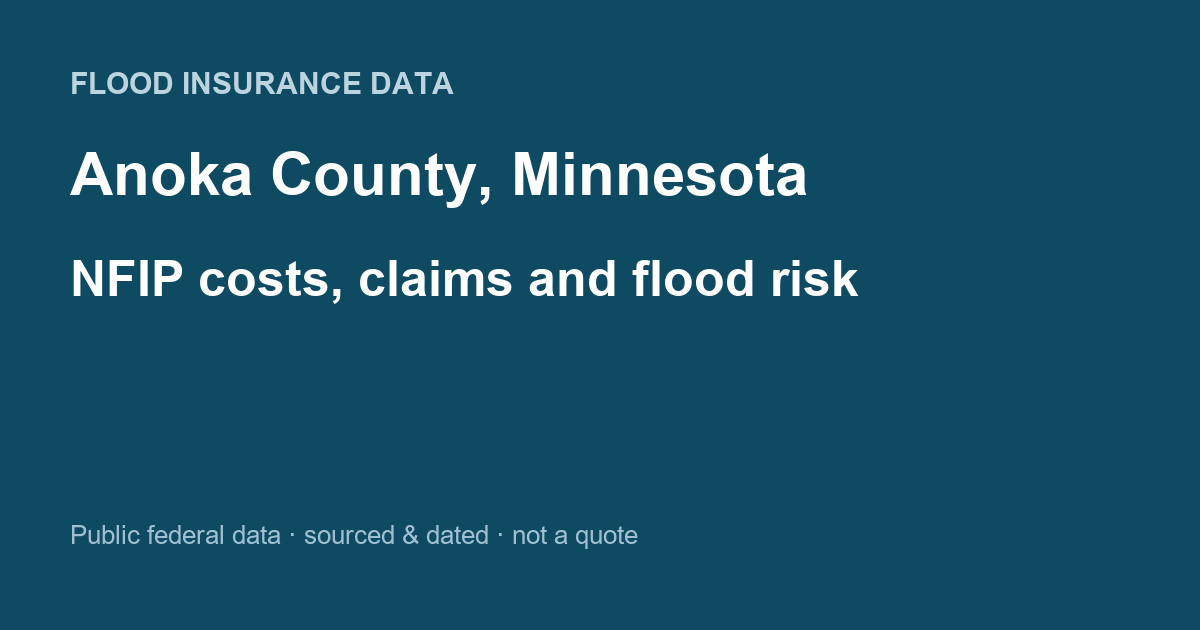 FLOOD INSURANCE DATA
Anoka County, Minnesota
NFIP costs, claims and flood risk
Public federal data · sourced & dated · not a quote